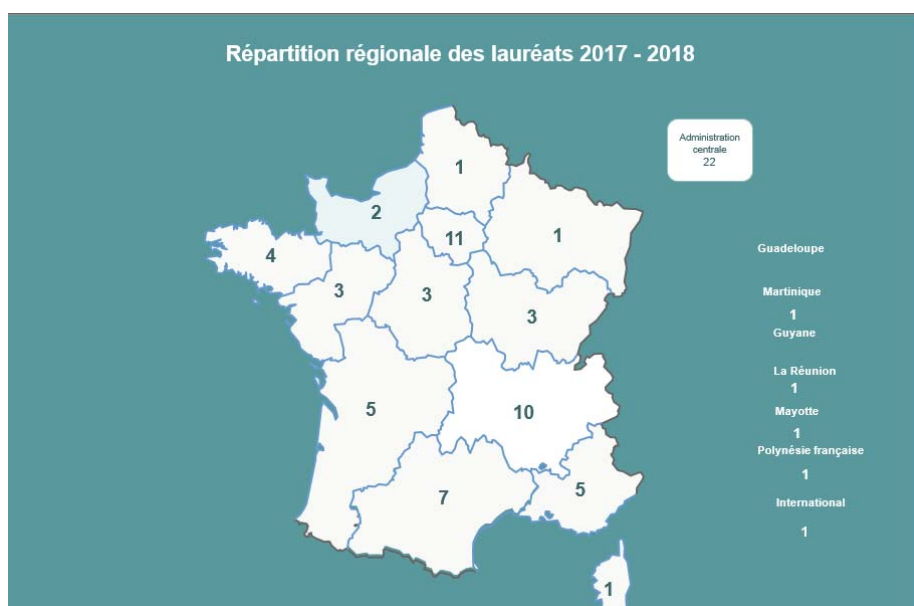 Répartition régionale des lauréats 2017 - 2018
Administration
centrale
22
1
2
11
1
4
3
3
3
5
10
7
5
1
Guadeloupe
Martinique
1
Guyane
La Réunion
1
Mayotte
1
Polynésie française
1
International
1